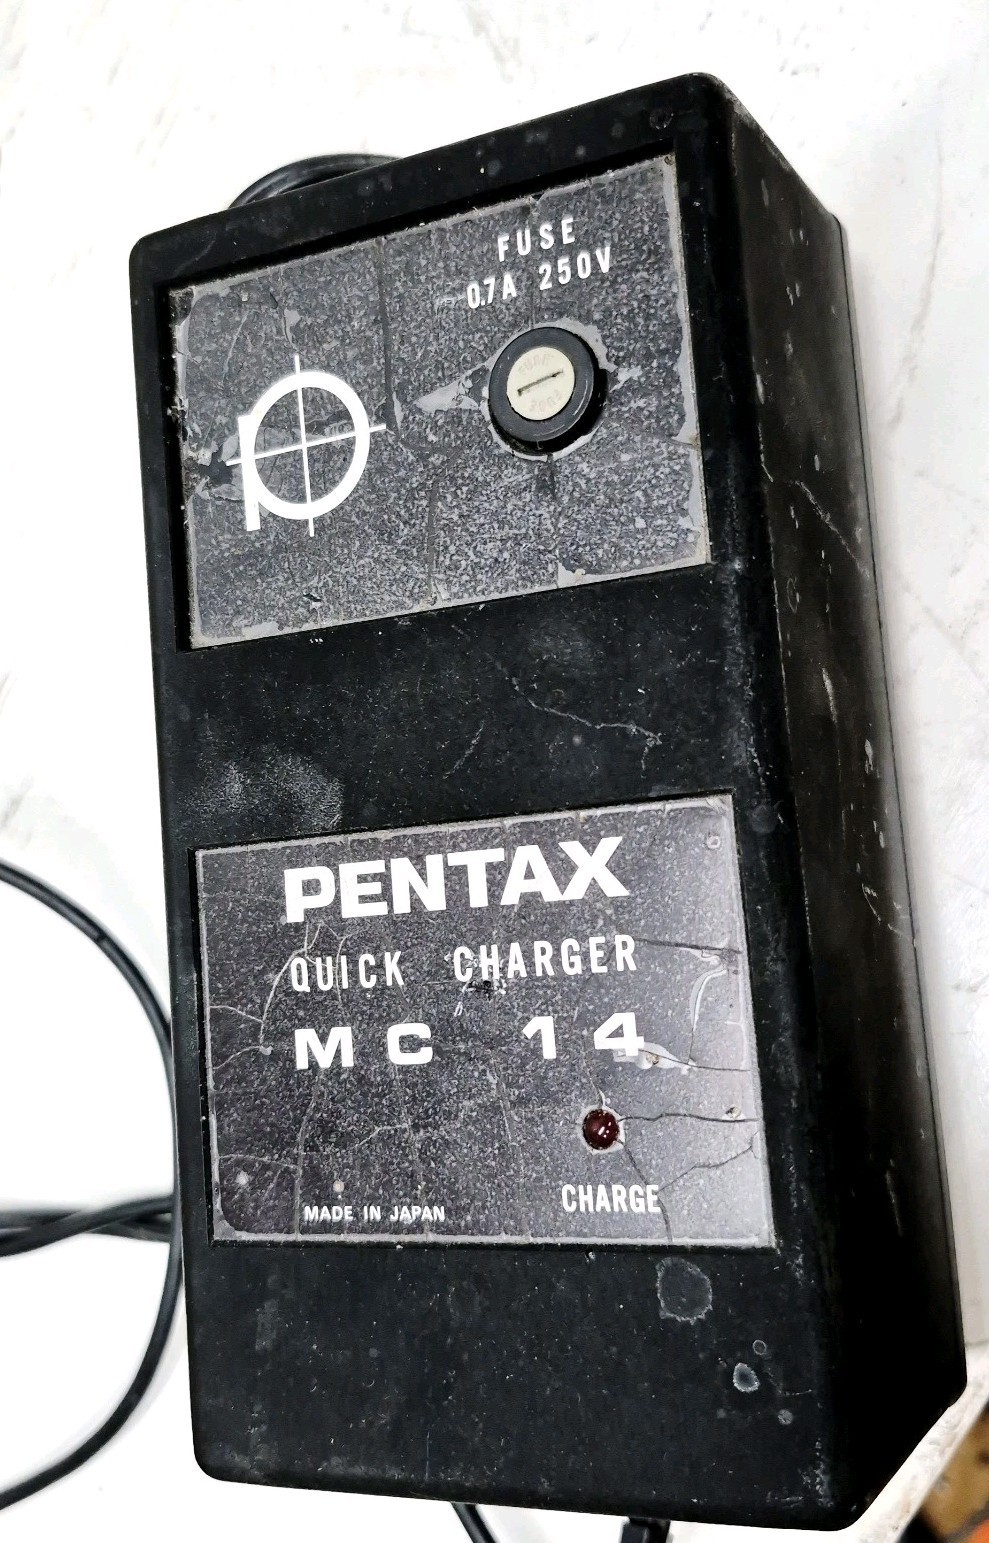 FUSE
0.7A 250V
PENTAX
QUICK CHARGER
MC 14
CHARGE
MADE IN JAPAN